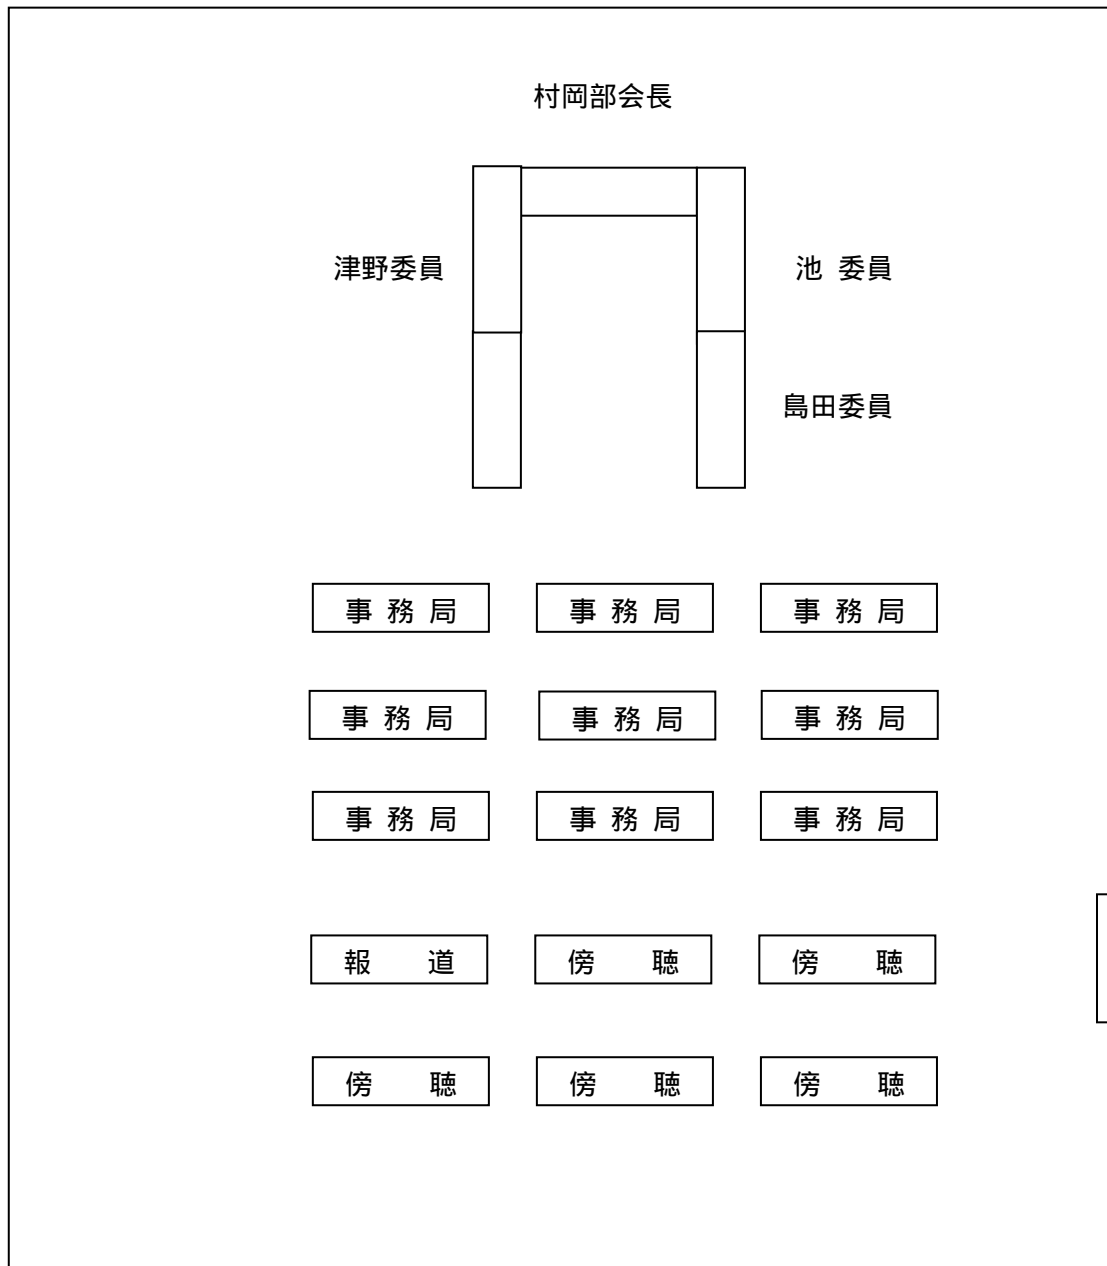 村岡部会長
津野委員 池 委員
島田委員
事 務 局 事 務 局 事 務 局
事 務 局 事 務 局 事 務 局
事 務 局 事 務 局 事 務 局
報 道 傍 聴 傍 聴
傍 聴 傍 聴 傍 聴